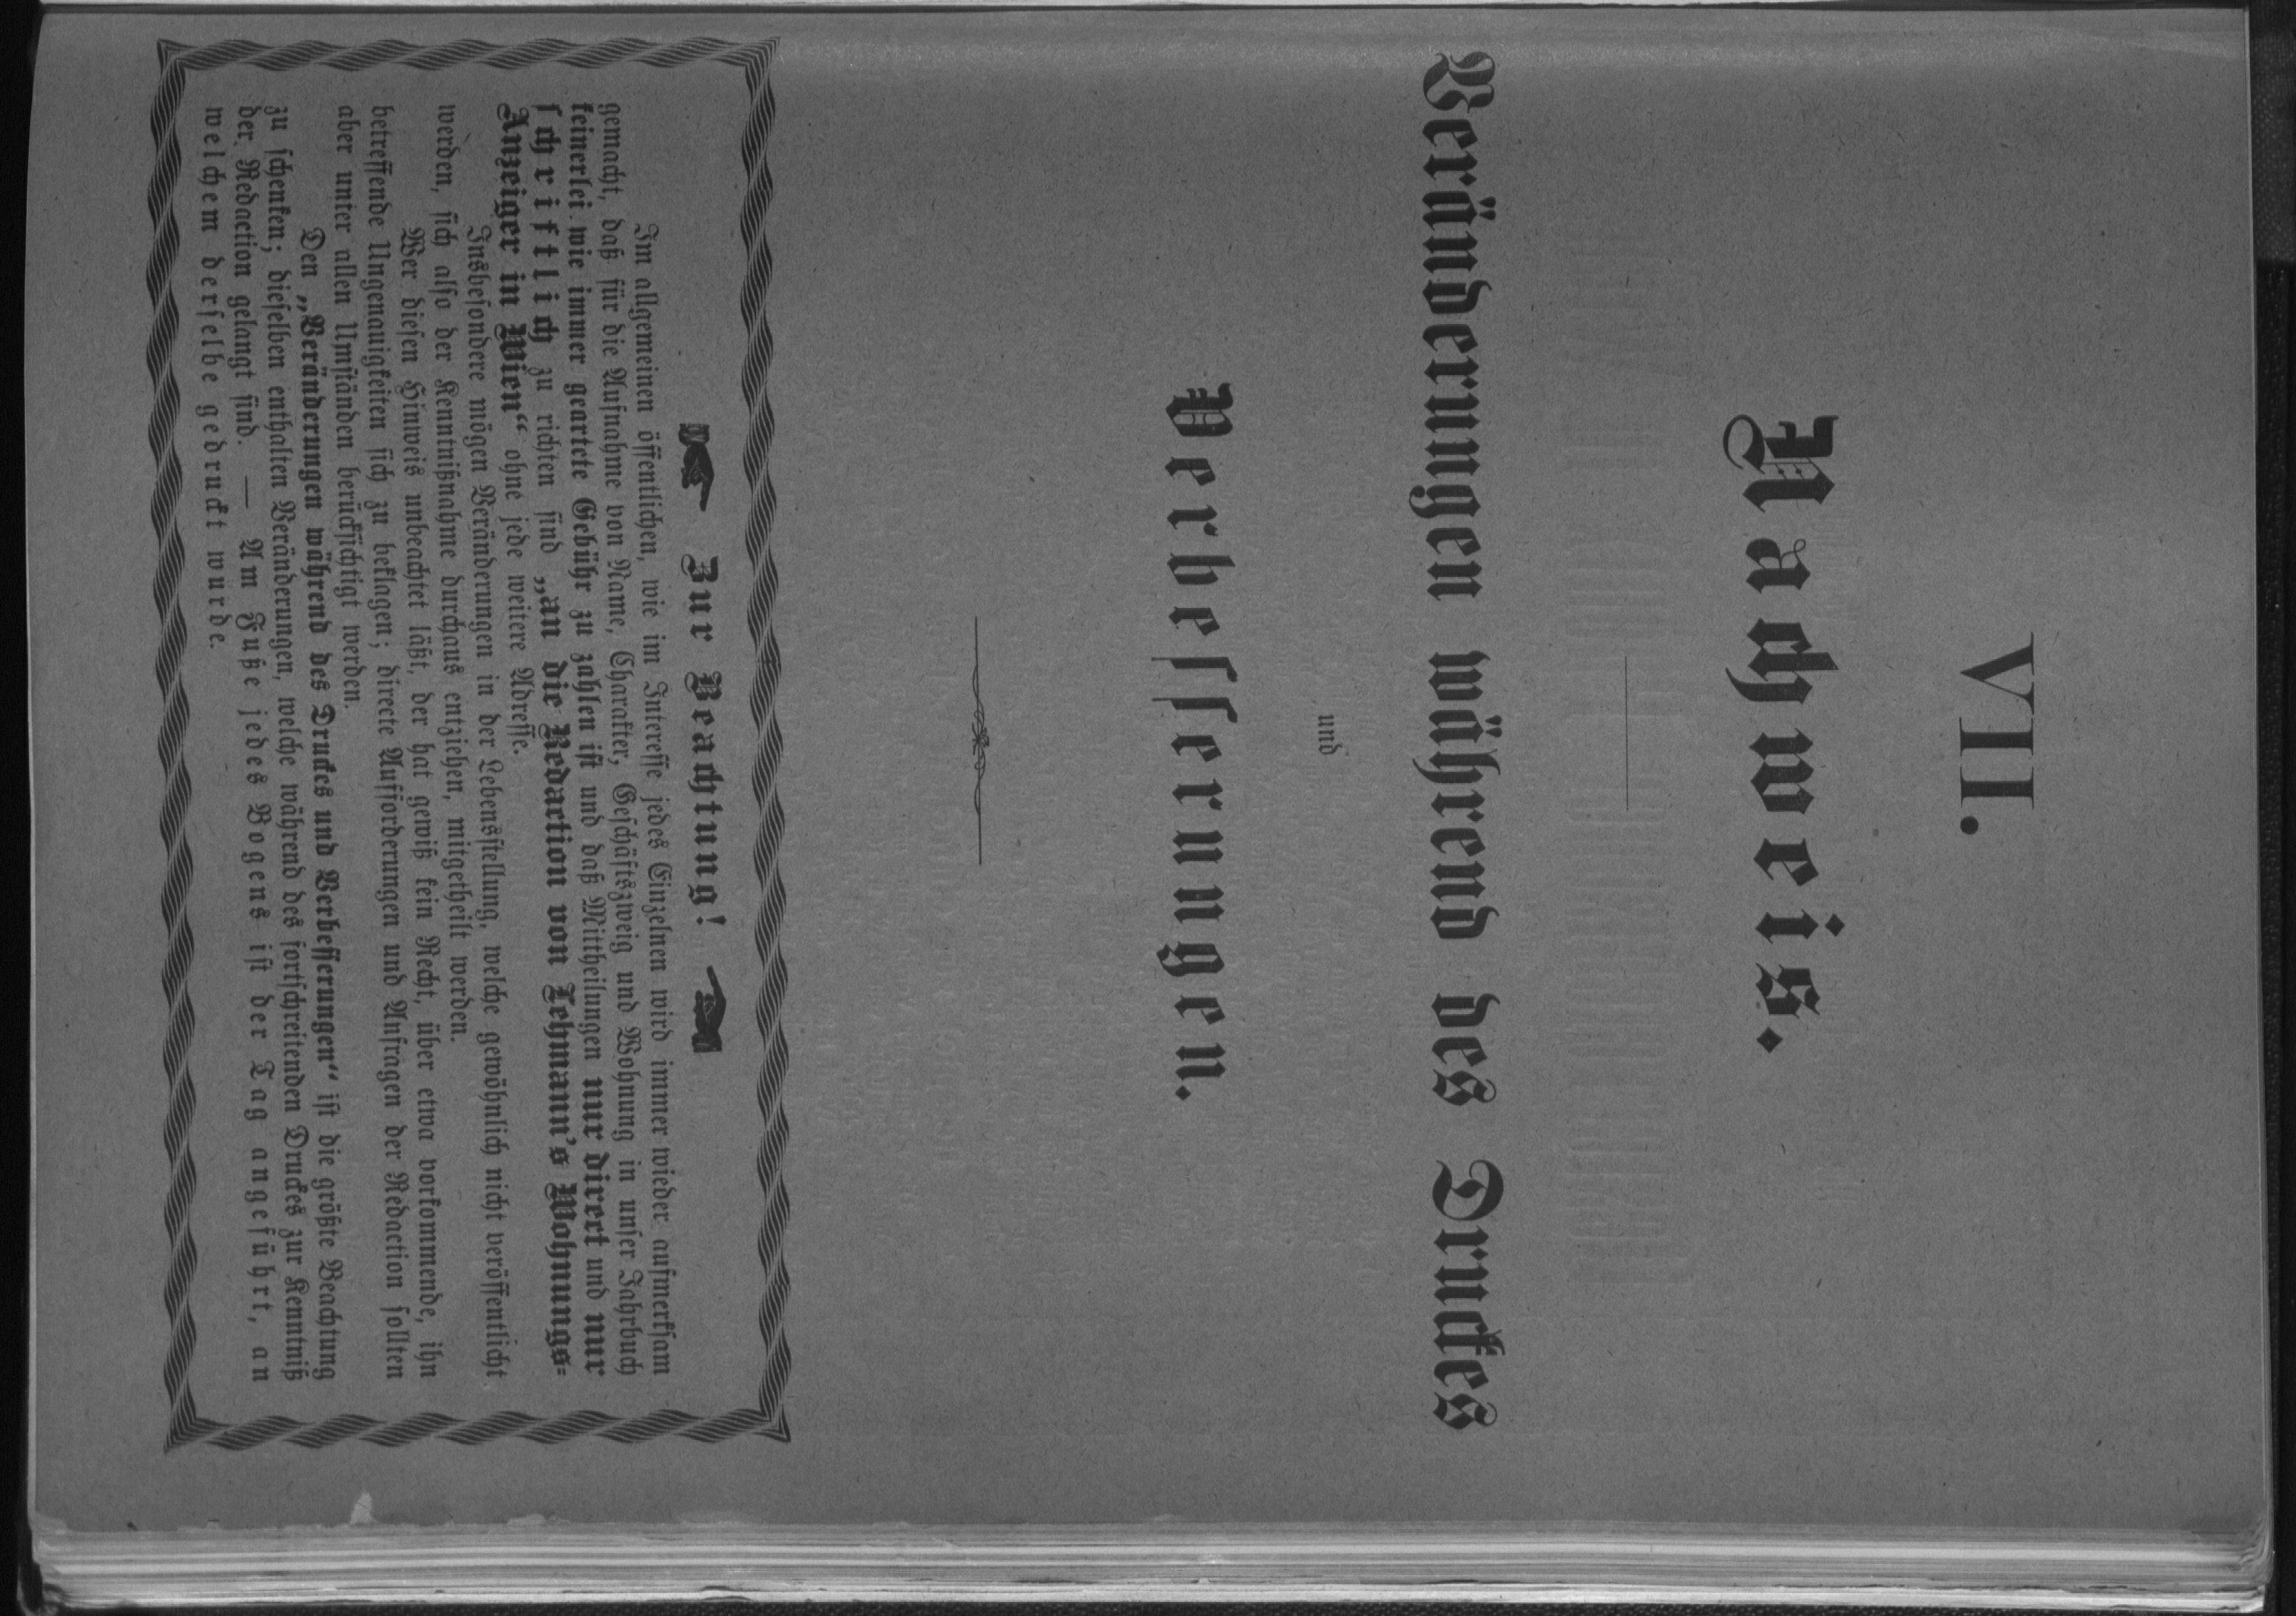 VII.
Nachweis.
Veränderungen während des Druckes
und
Verbesserungen.
Zur Beachtung!
Im allgemeinen öffentlichen, wie im Interesse jedes Einzelnen wird immer wieder aufmerksam
gemacht, daß für die Aufnahme von Name, Charakter, Geschäftszweig und Wohnung in unser Jahrbuch
keinerlei wie immer geartete Gebühr zu zahlen ist und daß Mittheilungen nur direct und nur
schriftlich zu richten sind „an die Redaction von Lehmann's Wohnungs-
Anzeiger in Wien“ ohne jede weitere Adresse.
Insbesondere mögen Veränderungen in der Lebensstellung, welche gewöhnlich nicht veröffentlicht
werden, sich also der Kenntnißnahme durchaus entziehen, mitgetheilt werden.
Wer diesen Hinweis unbeachtet läßt, der hat gewiß kein Recht, über etwa vorkommende, ihn
betreffende Ungenauigkeiten sich zu beklagen; directe Aufforderungen und Anfragen der Redaction sollten
aber unter allen Umständen berücksichtigt werden.
Den „Veränderungen während des Druckes und Verbesserungen“ ist die größte Beachtung
zu schenken; dieselben enthalten Veränderungen, welche während des fortschreitenden Druckes zur Kenntniß
der Redaction gelangt sind. — Am Fuße jedes Bogens ist der Tag angeführt, an
welchem derselbe gedruckt wurde.